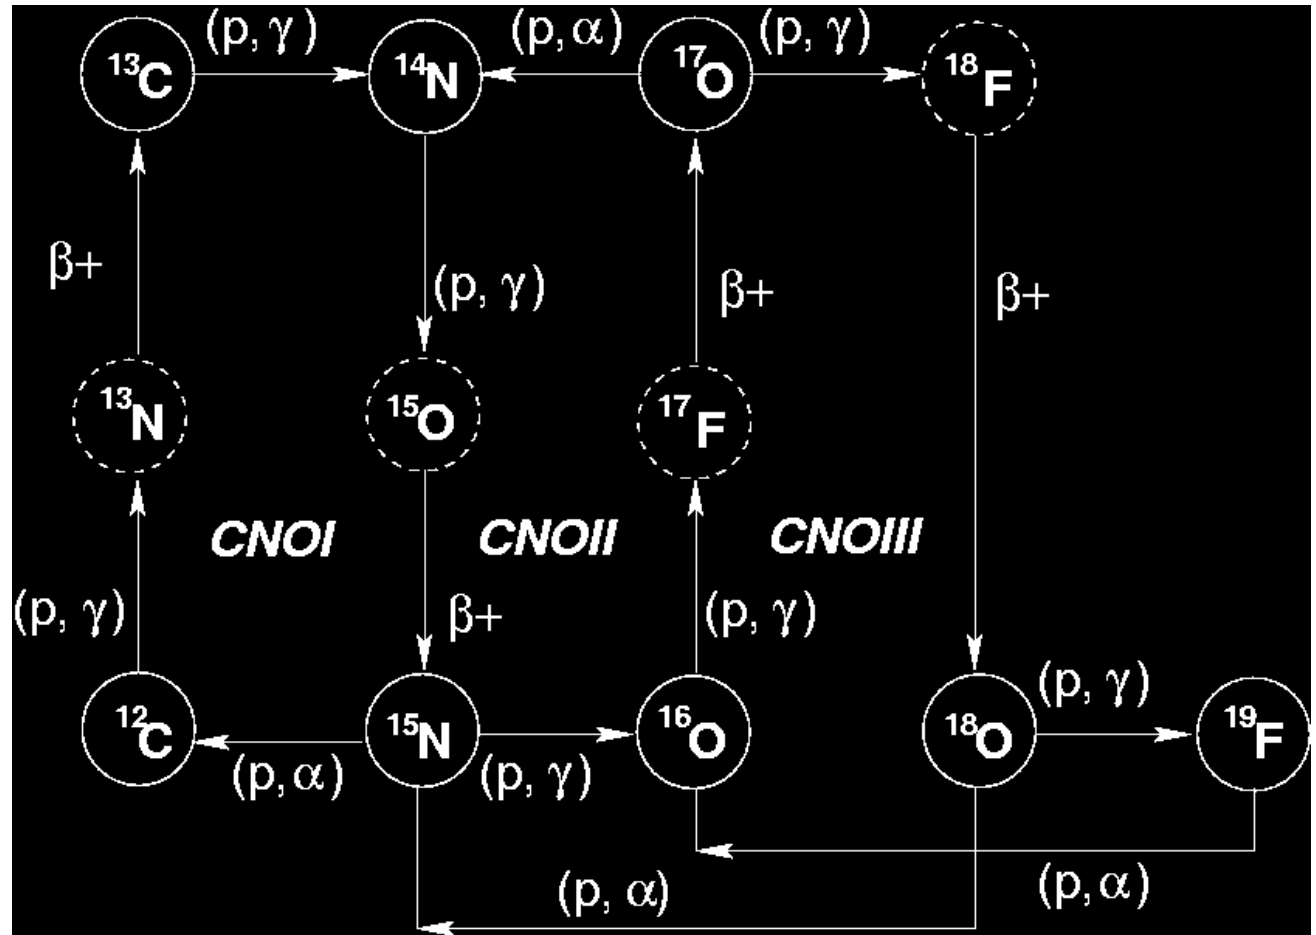 (p, γ) (p, α) (p, γ)
¹³C ¹⁴N ¹⁷O ¹⁸F
β+ (p, γ) β+ β+
¹³N ¹⁵O ¹⁷F
CNOI CNOII CNOIII
(p, γ) β+ (p, γ)
¹²C ¹⁵N ¹⁶O ¹⁸O (p, γ) ¹⁹F
(p, α) (p, γ)
(p, α) (p, α)